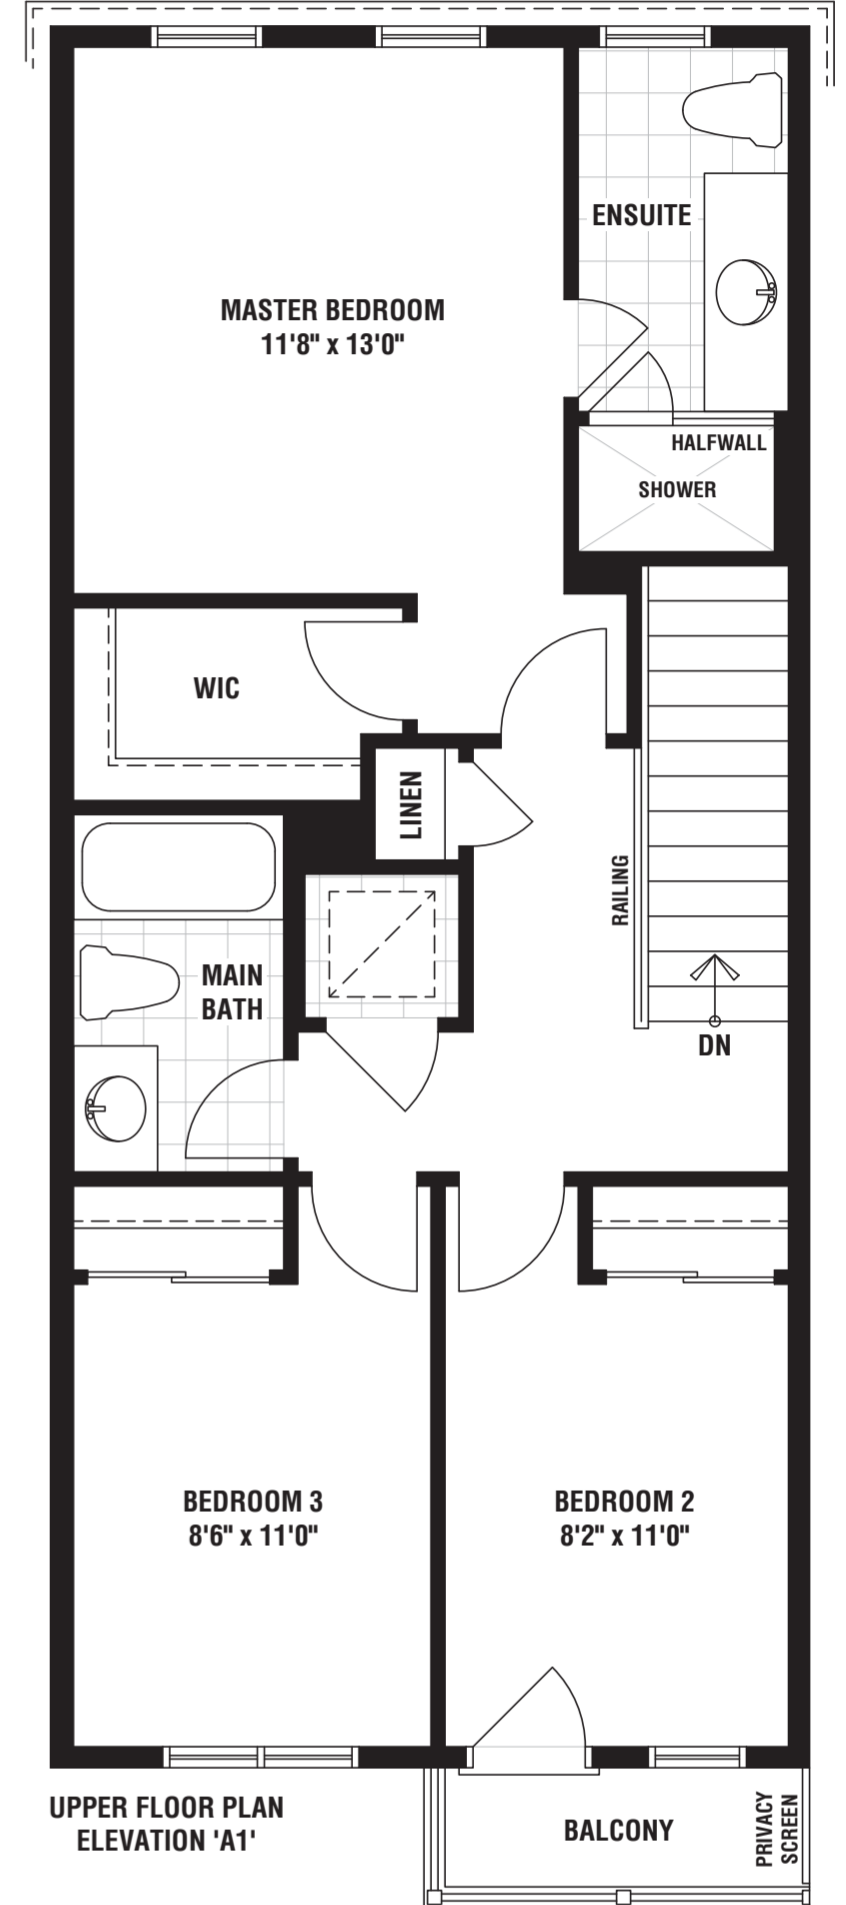 ENSUITE
MASTER BEDROOM
11'8" x 13'0"
HALFWALL
SHOWER
WIC
LINEN
RAILING
MAIN
BATH
DN
BEDROOM 3
8'6" x 11'0"
BEDROOM 2
8'2" x 11'0"
UPPER FLOOR PLAN
ELEVATION 'A1'
BALCONY
PRIVACY
SCREEN